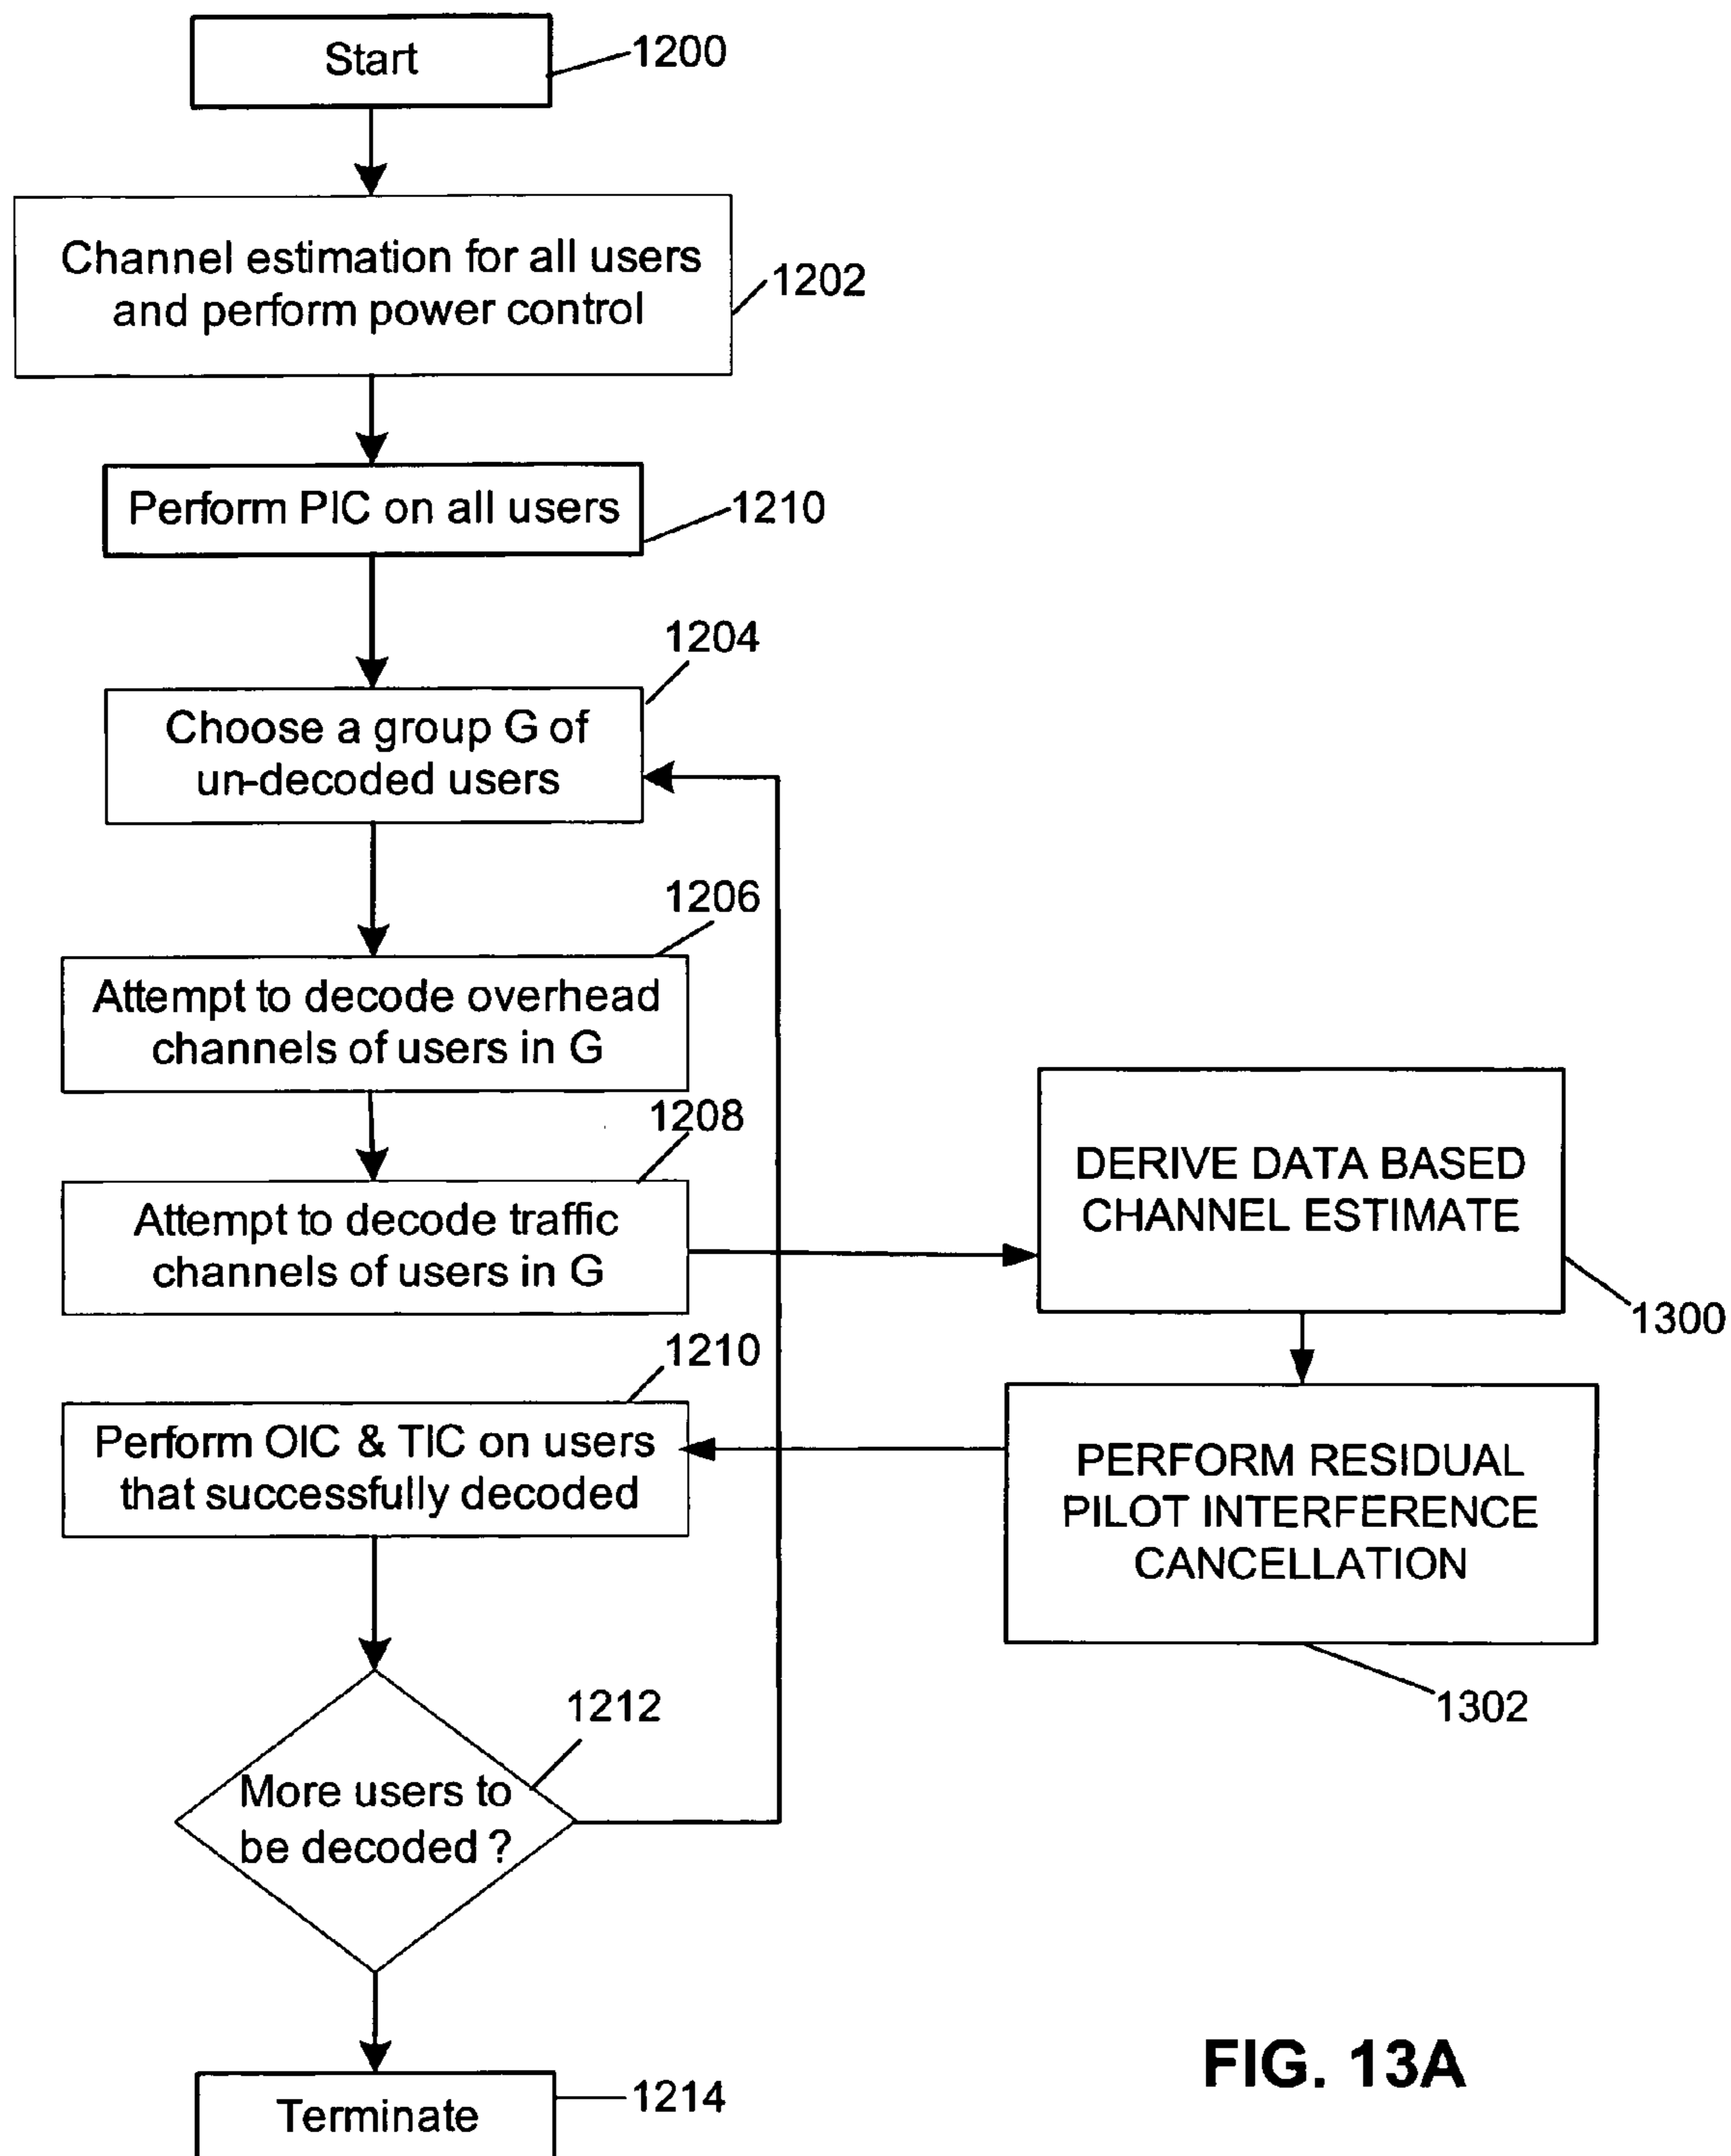 Start
1200
Channel estimation for all users
and perform power control
1202
Perform PIC on all users
1210
1204
Choose a group G of
un-decoded users
1206
Attempt to decode overhead
channels of users in G
1208
Attempt to decode traffic
channels of users in G
DERIVE DATA BASED
CHANNEL ESTIMATE
1300
1210
Perform OIC & TIC on users
that successfully decoded
PERFORM RESIDUAL
PILOT INTERFERENCE
CANCELLATION
1302
1212
More users to
be decoded ?
Terminate
1214
FIG. 13A